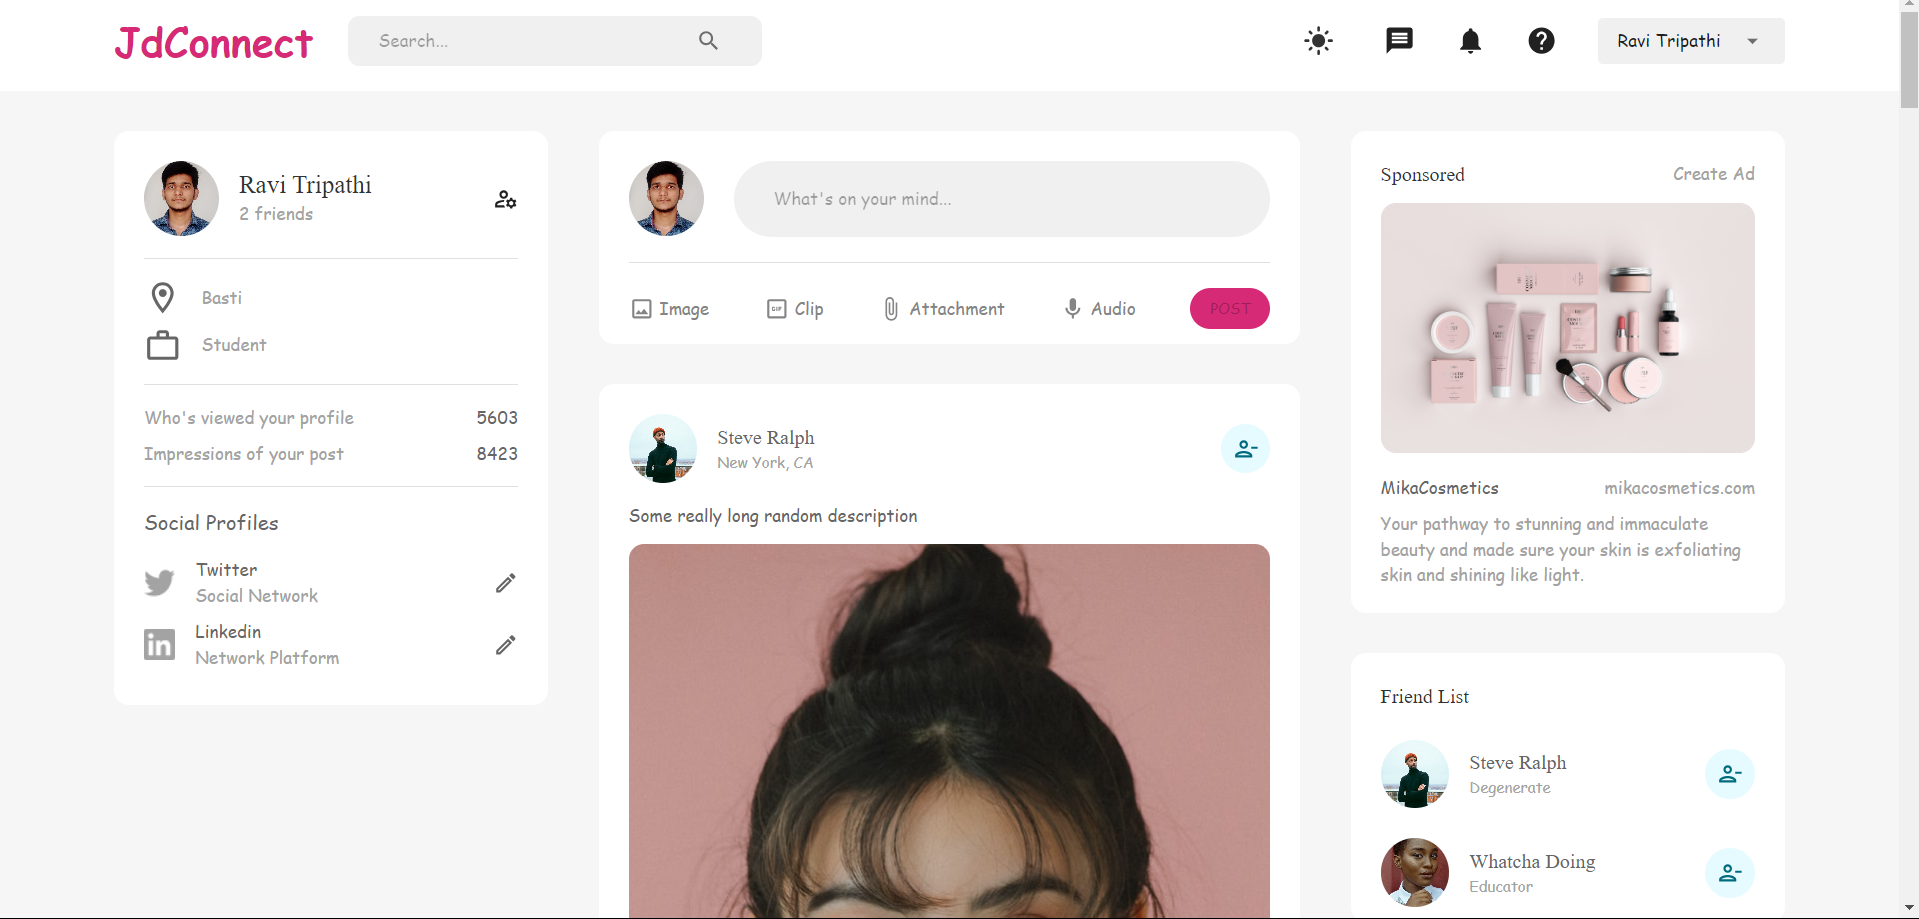 JdConnect
Search...
Ravi Tripathi
Ravi Tripathi
2 friends
Basti
Student
Who's viewed your profile 5603
Impressions of your post 8423
Social Profiles
Twitter
Social Network
Linkedin
Network Platform
What's on your mind...
Image GIF Clip Attachment Audio POST
Steve Ralph
New York, CA
Some really long random description
Sponsored Create Ad
MikaCosmetics mikacosmetics.com
Your pathway to stunning and immaculate
beauty and made sure your skin is exfoliating
skin and shining like light.
Friend List
Steve Ralph
Degenerate
Whatcha Doing
Educator